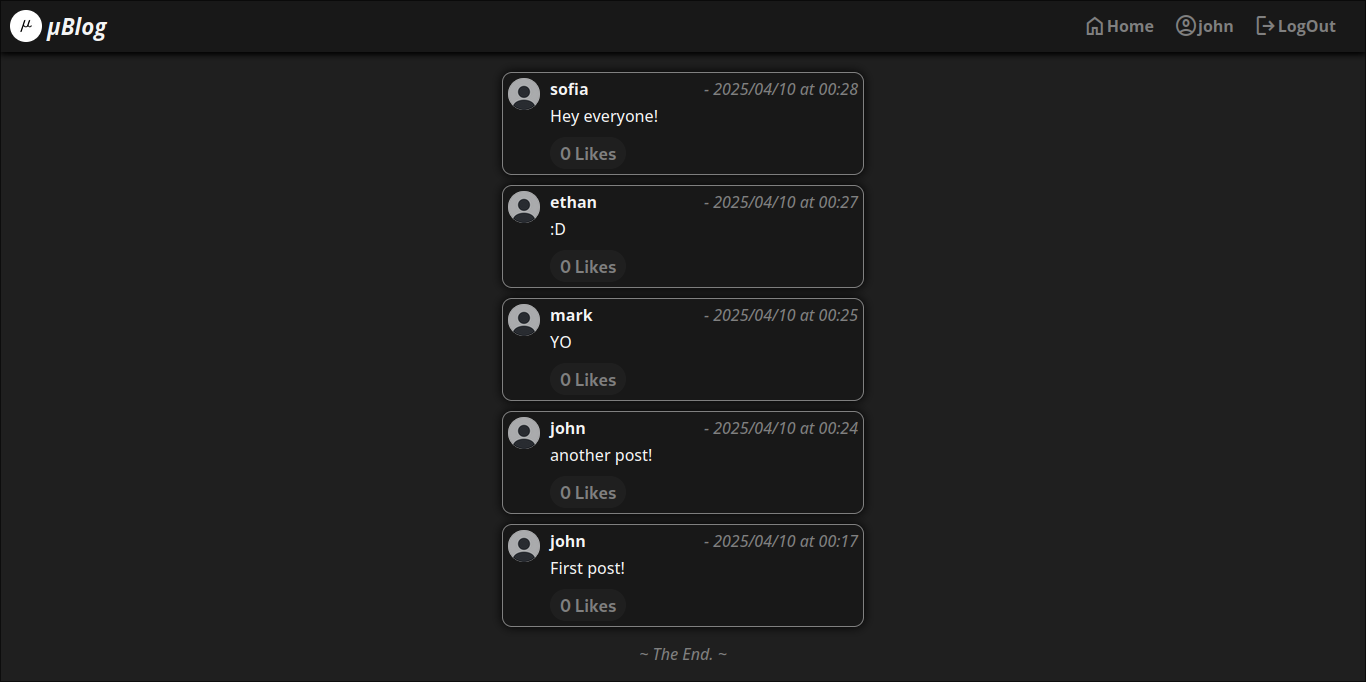 μ μBlog Home john LogOut
sofia - 2025/04/10 at 00:28
Hey everyone!
0 Likes
ethan - 2025/04/10 at 00:27
:D
0 Likes
mark - 2025/04/10 at 00:25
YO
0 Likes
john - 2025/04/10 at 00:24
another post!
0 Likes
john - 2025/04/10 at 00:17
First post!
0 Likes
~ The End. ~